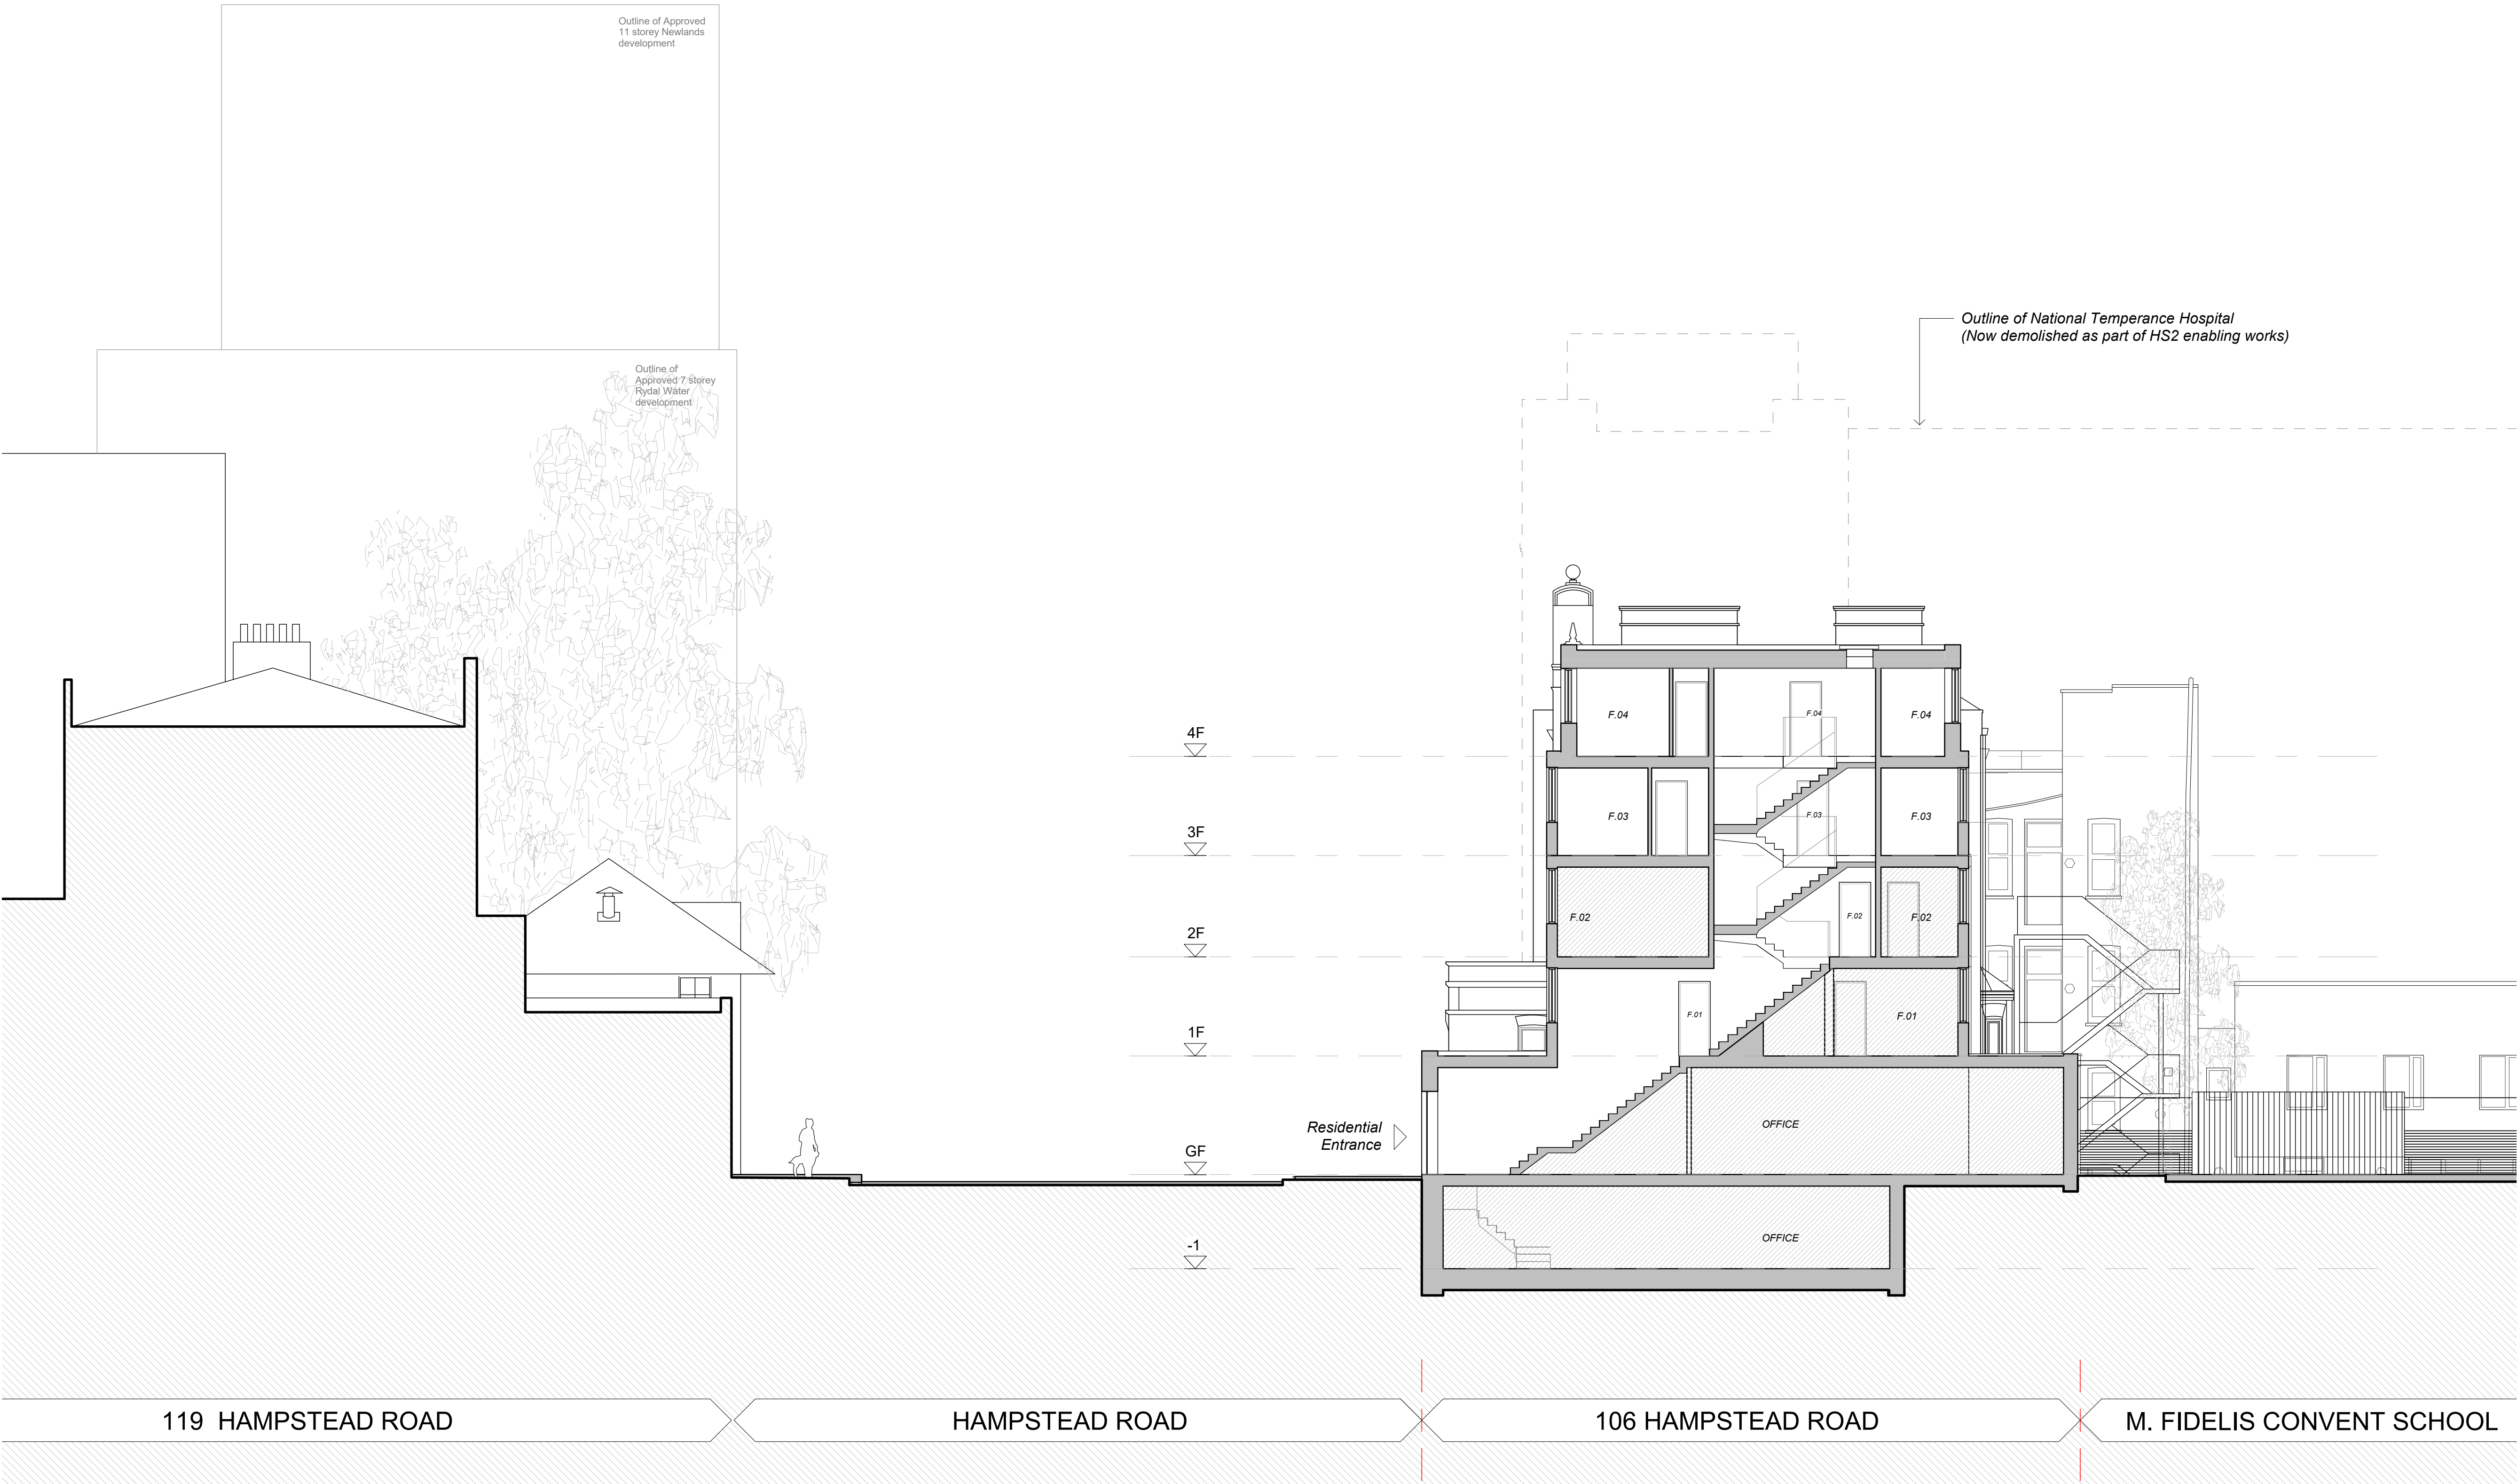 Outline of Approved
11 storey Newlands
development
Outline of
Approved 7 storey
Rydal Water
development
Outline of National Temperance Hospital
(Now demolished as part of HS2 enabling works)
4F
F.04
F.04
F.04
3F
F.03
F.03
F.03
2F
F.02
F.02
F.02
1F
F.01
F.01
Residential
Entrance
GF
OFFICE
-1
OFFICE
119 HAMPSTEAD ROAD
HAMPSTEAD ROAD
106 HAMPSTEAD ROAD
M. FIDELIS CONVENT SCHOOL